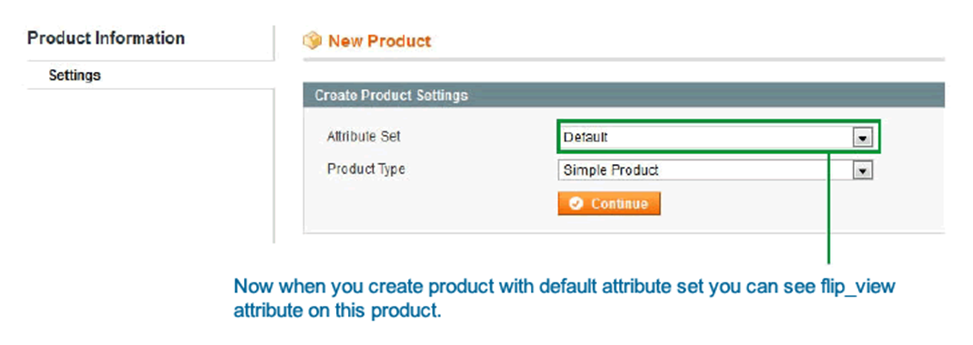 Product Information
Settings
New Product
Create Product Settings
Attribute Set
Default
Product Type
Simple Product
Continue
Now when you create product with default attribute set you can see flip_view
attribute on this product.